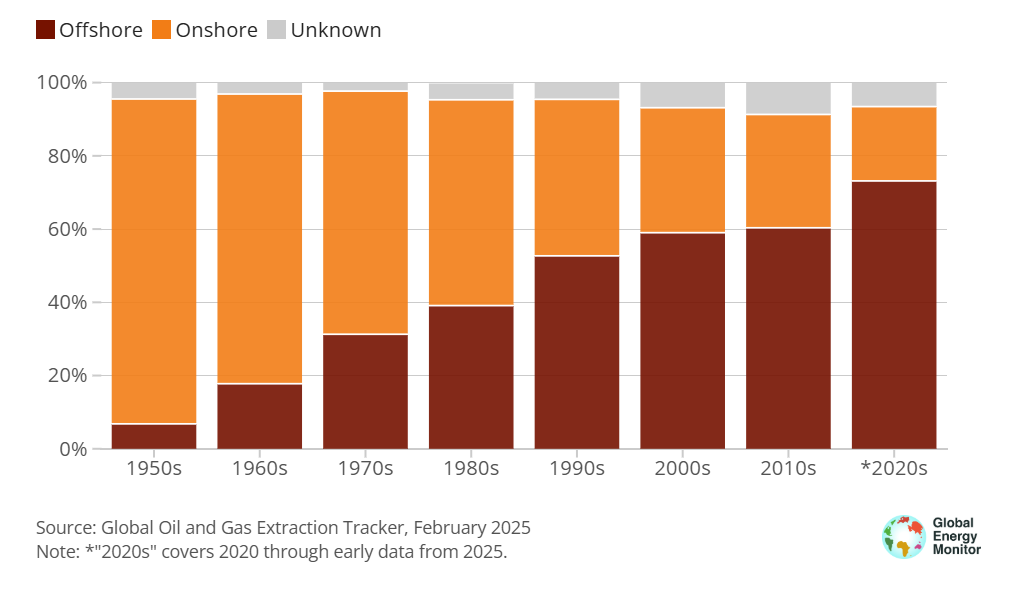 Offshore Onshore Unknown
100%
80%
60%
40%
20%
0%
1950s 1960s 1970s 1980s 1990s 2000s 2010s *2020s
Source: Global Oil and Gas Extraction Tracker, February 2025
Note: *"2020s" covers 2020 through early data from 2025.
Global
Energy
Monitor